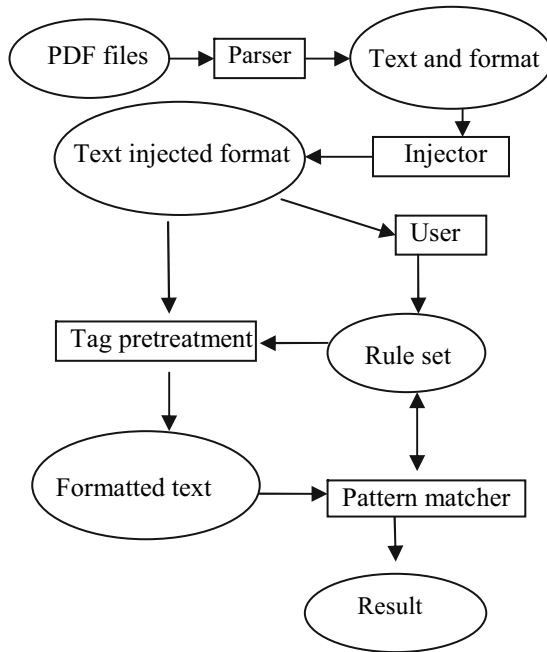 PDF files
Parser
Text and format
Text injected format
Injector
User
Tag pretreatment
Rule set
Formatted text
Pattern matcher
Result